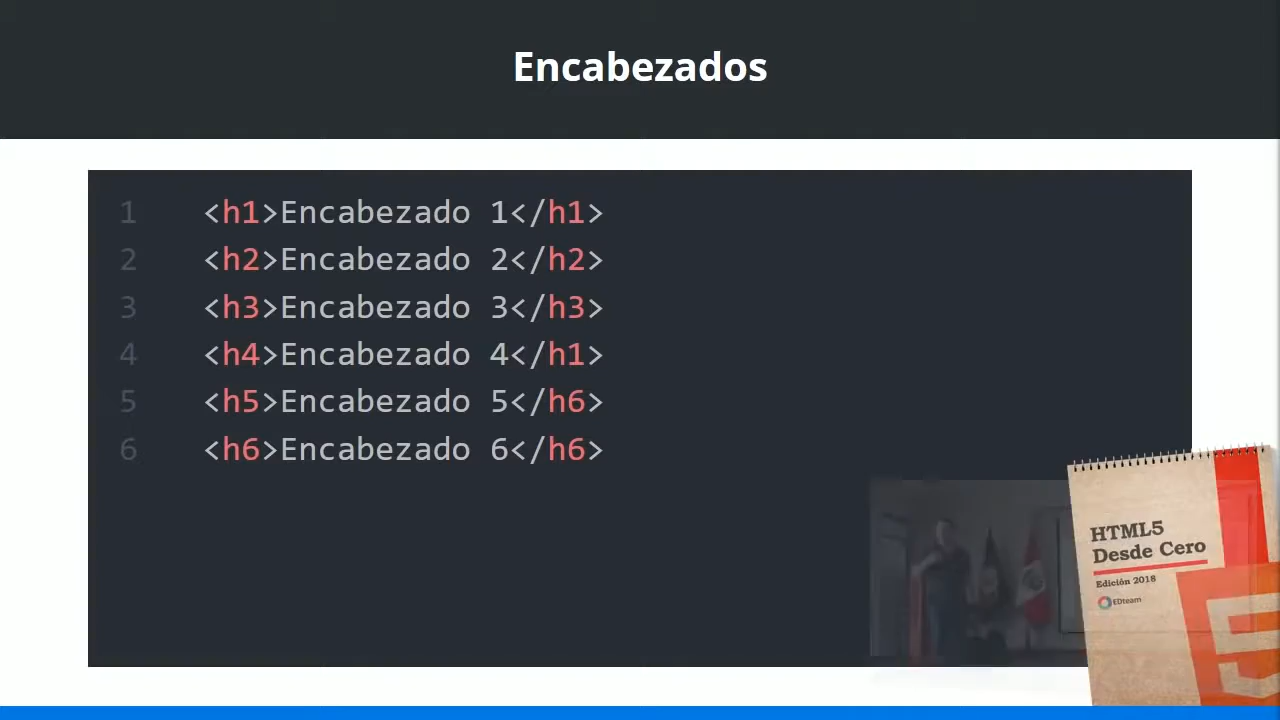 Encabezados
1 <h1>Encabezado 1</h1>
2 <h2>Encabezado 2</h2>
3 <h3>Encabezado 3</h3>
4 <h4>Encabezado 4</h1>
5 <h5>Encabezado 5</h6>
6 <h6>Encabezado 6</h6>
HTML5
Desde Cero
Edición 2018
EDteam